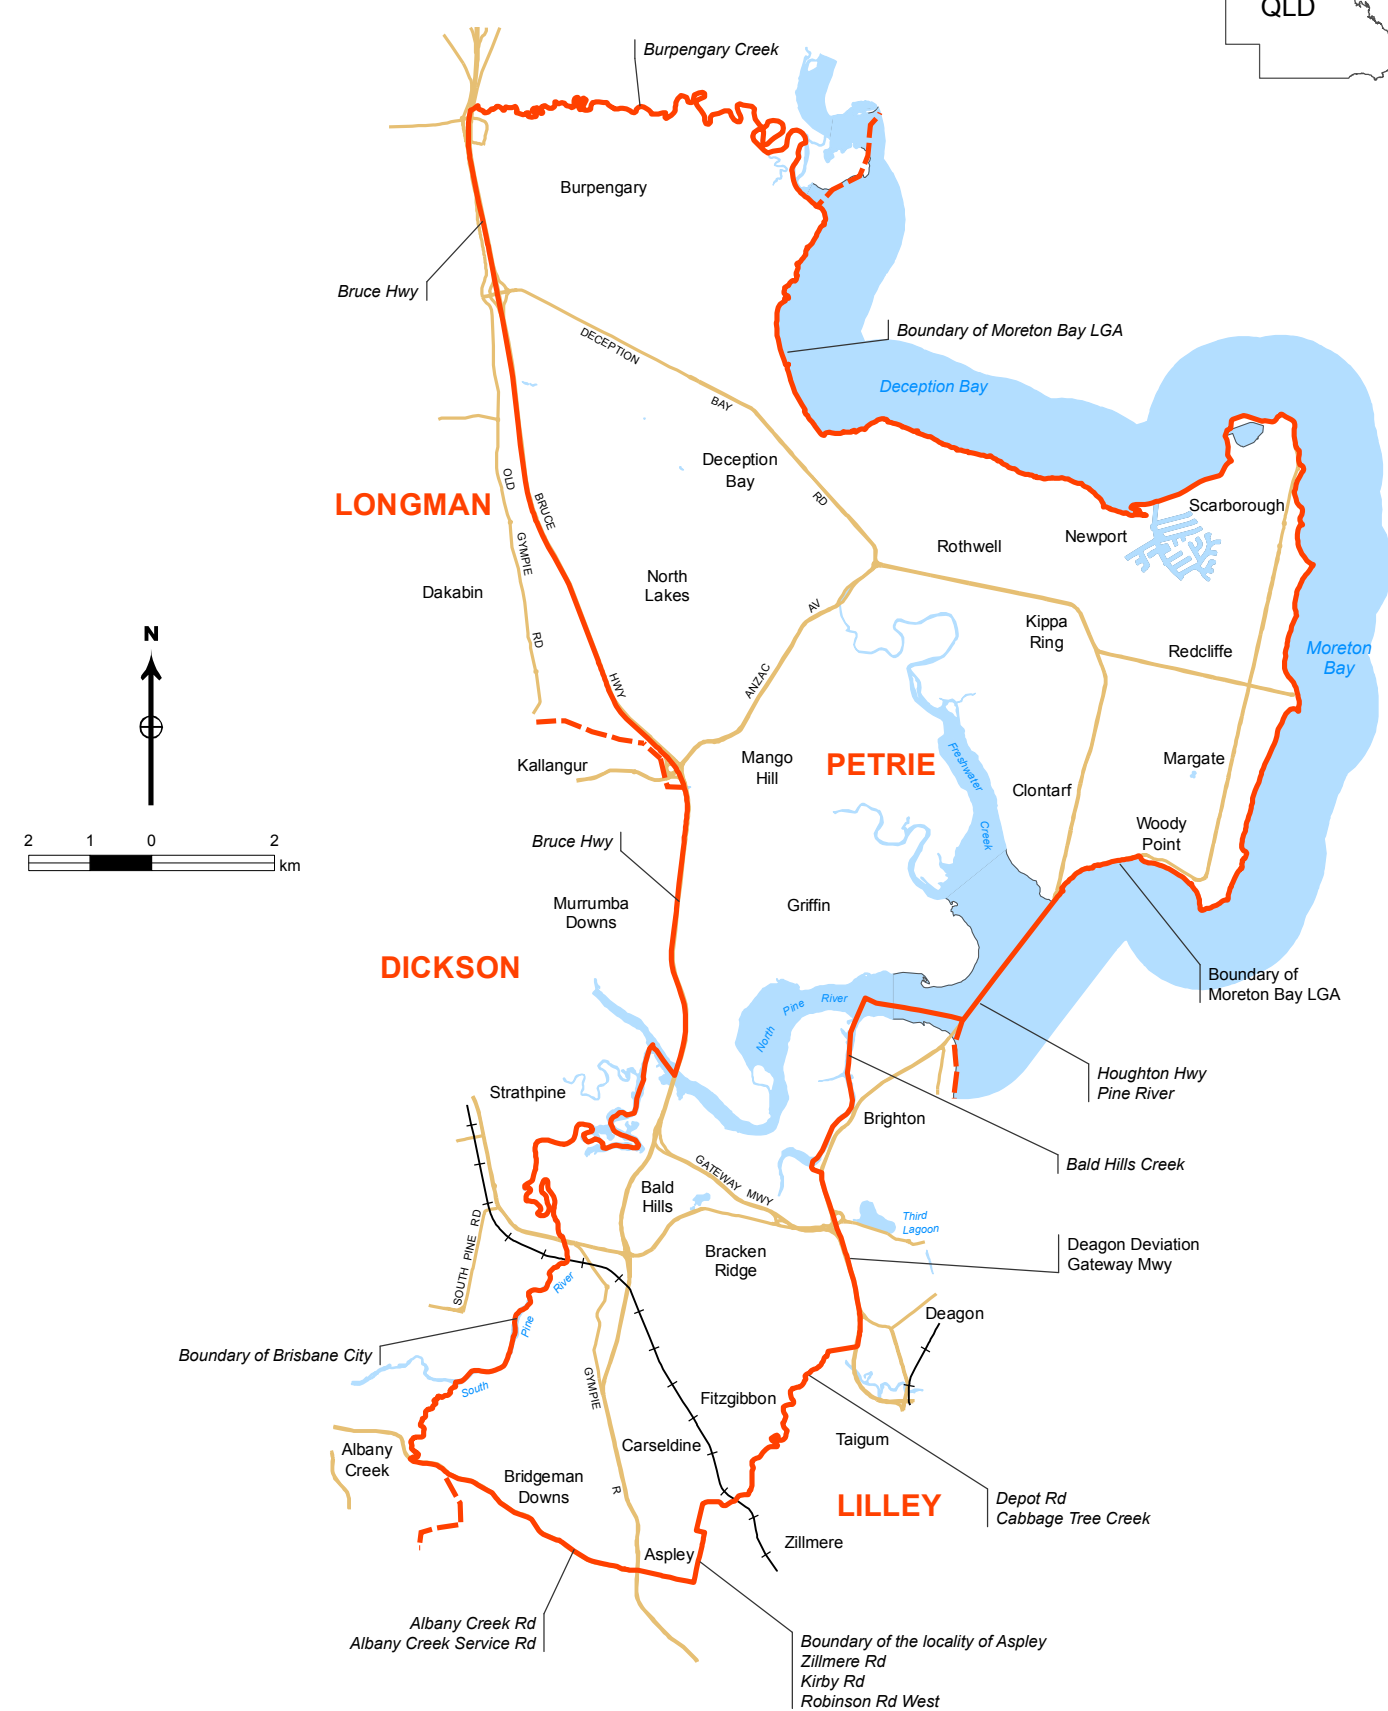 QLD
Burpengary Creek
Burpengary
Bruce Hwy
Boundary of Moreton Bay LGA
DECEPTION
BAY
RD
Deception Bay
Deception
Bay
LONGMAN
OLD
GYMPIE
RD
BRUCE
HWY
Scarborough
Newport
Rothwell
Dakabin
North
Lakes
AV
ANZAC
Kippa
Ring
Redcliffe
Moreton
Bay
N
Kallangur
Mango
Hill
PETRIE
Freshwater
Creek
Margate
Clontarf
Woody
Point
2 1 0 2
km
Bruce Hwy
Murrumba
Downs
Griffin
DICKSON
Boundary of
Moreton Bay LGA
North
Pine
River
Houghton Hwy
Pine River
Strathpine
Brighton
Bald Hills Creek
GATEWAY MWY
Bald
Hills
SOUTH PINE RD
Third
Lagoon
Bracken
Ridge
Deagon Deviation
Gateway Mwy
River
Pine
South
Deagon
Boundary of Brisbane City
GYMPIE
R
Fitzgibbon
Taigum
Carseldine
Albany
Creek
Bridgeman
Downs
LILLEY
Depot Rd
Cabbage Tree Creek
Zillmere
Aspley
Albany Creek Rd
Albany Creek Service Rd
Boundary of the locality of Aspley
Zillmere Rd
Kirby Rd
Robinson Rd West